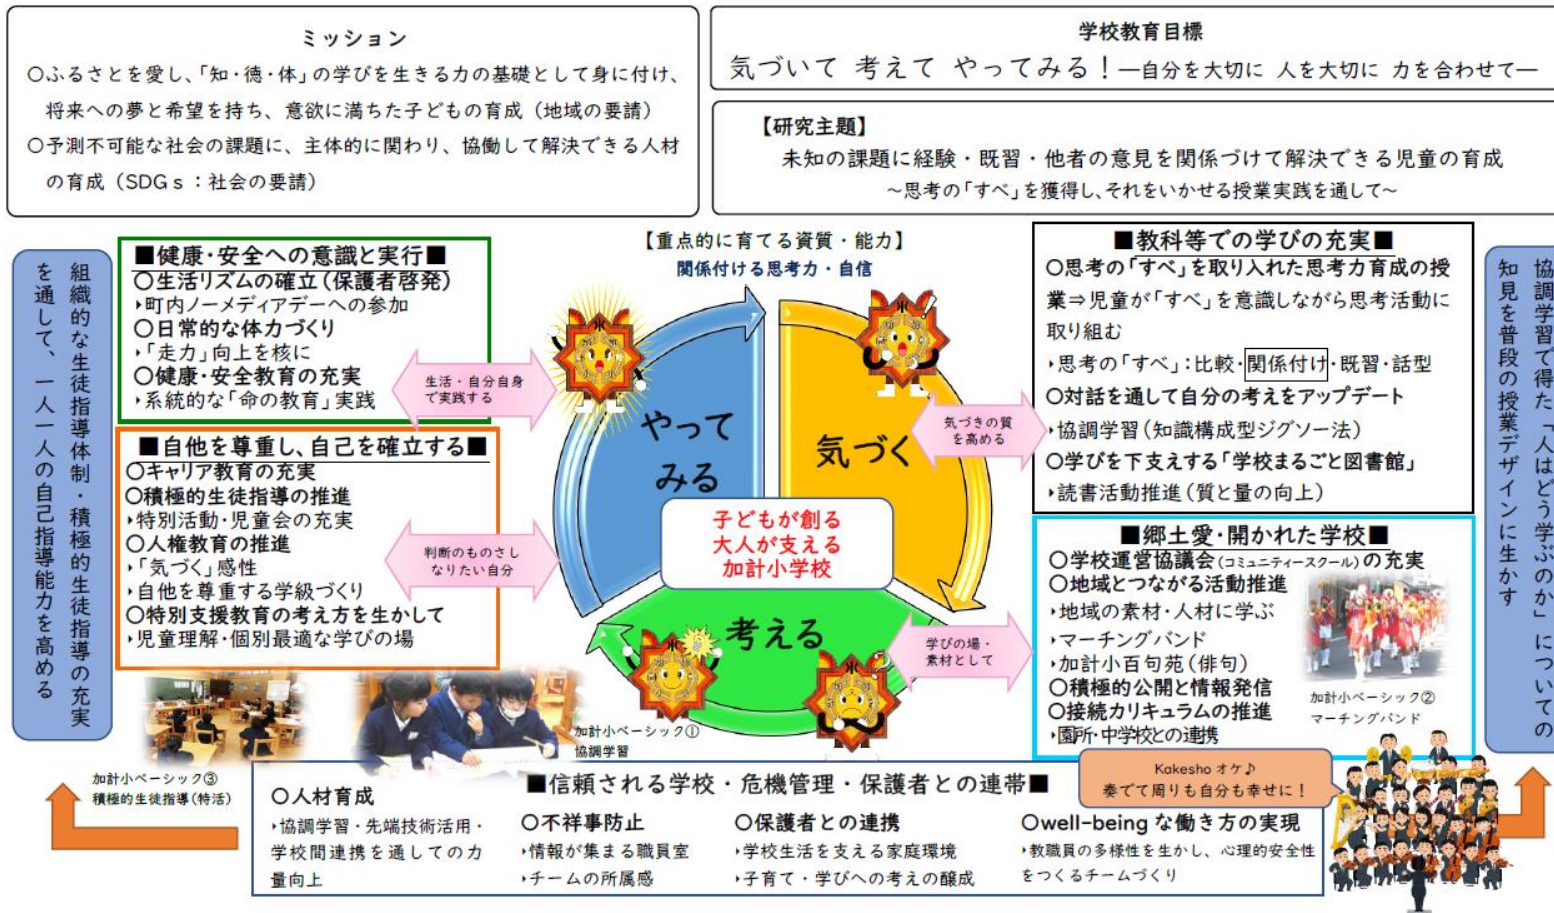 ミッション
○ふるさとを愛し、「知・徳・体」の学びを生きる力の基礎として身に付け、
将来への夢と希望を持ち、意欲に満ちた子どもの育成（地域の要請）
○予測不可能な社会の課題に、主体的に関わり、協働して解決できる人材
の育成（SDGｓ：社会の要請）
学校教育目標
気づいて 考えて やってみる！―自分を大切に 人を大切に 力を合わせて―
【研究主題】
未知の課題に経験・既習・他者の意見を関係づけて解決できる児童の育成
～思考の「すべ」を獲得し、それをいかせる授業実践を通して～
組織的な生徒指導体制・積極的生徒指導の充実
を通して、一人一人の自己指導能力を高める
■健康・安全への意識と実行■
○生活リズムの確立（保護者啓発）
‣町内ノーメディアデーへの参加
○日常的な体力づくり
‣「走力」向上を核に
○健康・安全教育の充実
‣系統的な「命の教育」実践
■自他を尊重し、自己を確立する■
○キャリア教育の充実
○積極的生徒指導の推進
‣特別活動・児童会の充実
○人権教育の推進
‣「気づく」感性
‣自他を尊重する学級づくり
○特別支援教育の考え方を生かして
‣児童理解・個別最適な学びの場
生活・自分自身
で実践する
判断のものさし
なりたい自分
【重点的に育てる資質・能力】
関係付ける思考力・自信
やって
みる
気づく
考える
子どもが創る
大人が支える
加計小学校
気づきの質
を高める
学びの場・
素材として
■教科等での学びの充実■
○思考の「すべ」を取り入れた思考力育成の授
業⇒児童が「すべ」を意識しながら思考活動に
取り組む
‣思考の「すべ」：比較・関係付け・既習・話型
○対話を通して自分の考えをアップデート
‣協調学習（知識構成型ジグソー法）
○学びを下支えする「学校まるごと図書館」
‣読書活動推進（質と量の向上）
■郷土愛・開かれた学校■
○学校運営協議会（コミュニティースクール）の充実
○地域とつながる活動推進
‣地域の素材・人材に学ぶ
‣マーチングバンド
‣加計小百句苑（俳句）
○積極的公開と情報発信
○接続カリキュラムの推進
‣園所・中学校との連携
加計小ベーシック②
マーチングバンド
協調学習で得た「人はどう学ぶのか」についての
知見を普段の授業デザインに生かす
加計小ベーシック①
協調学習
加計小ベーシック③
積極的生徒指導（特活）
■信頼される学校・危機管理・保護者との連帯■
○人材育成
‣協調学習・先端技術活用・
学校間連携を通しての力
量向上
○不祥事防止
‣情報が集まる職員室
‣チームの所属感
○保護者との連携
‣学校生活を支える家庭環境
‣子育て・学びへの考えの醸成
○well-being な働き方の実現
‣教職員の多様性を生かし、心理的安全性
をつくるチームづくり
Kakesho オケ♪
奏でて周りも自分も幸せに！